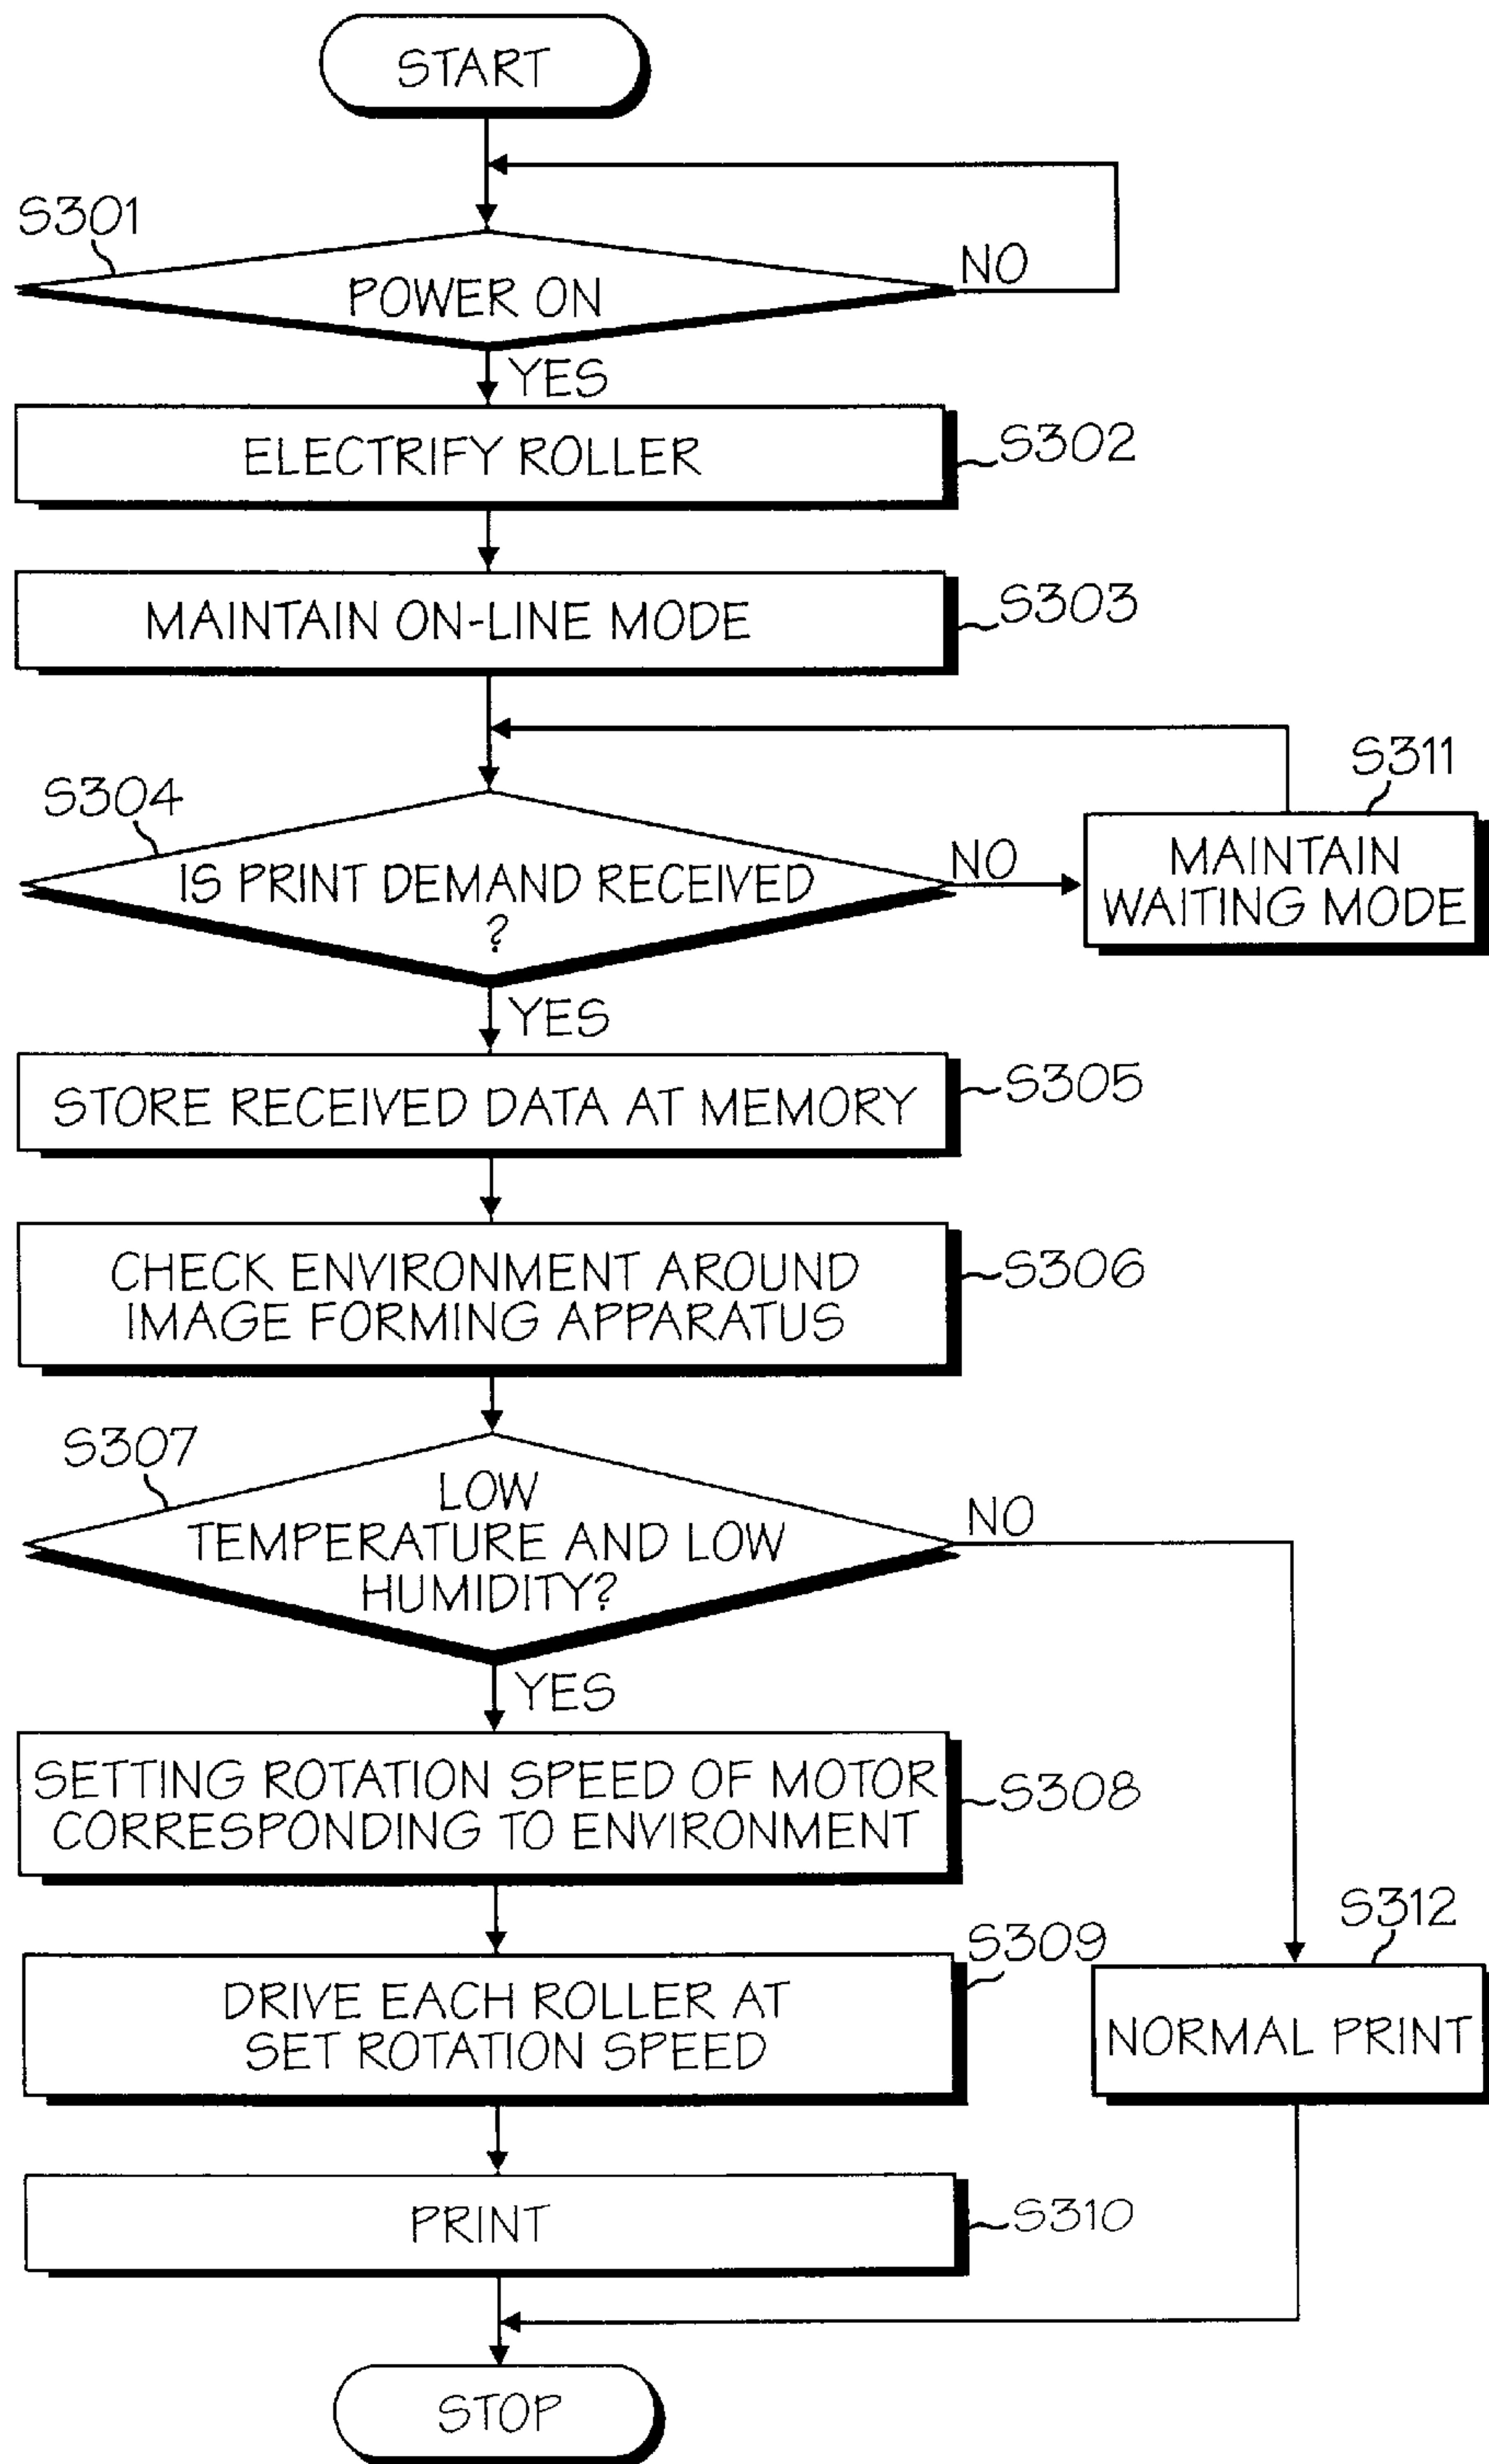 START
S301
POWER ON
NO
YES
ELECTRIFY ROLLER
S302
MAINTAIN ON-LINE MODE
S303
S304
IS PRINT DEMAND RECEIVED
?
NO
S311
MAINTAIN
WAITING MODE
YES
STORE RECEIVED DATA AT MEMORY
S305
CHECK ENVIRONMENT AROUND
IMAGE FORMING APPARATUS
S306
S307
LOW
TEMPERATURE AND LOW
HUMIDITY?
NO
YES
SETTING ROTATION SPEED OF MOTOR
CORRESPONDING TO ENVIRONMENT
S308
S309
DRIVE EACH ROLLER AT
SET ROTATION SPEED
S312
NORMAL PRINT
PRINT
S310
STOP